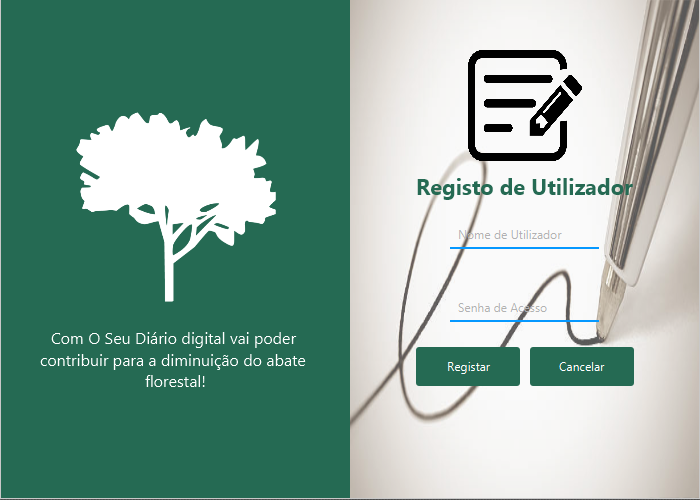 Com O Seu Diário digital vai poder
contribuir para a diminuição do abate
florestal!
Registo de Utilizador
Nome de Utilizador
Senha de Acesso
Registar
Cancelar